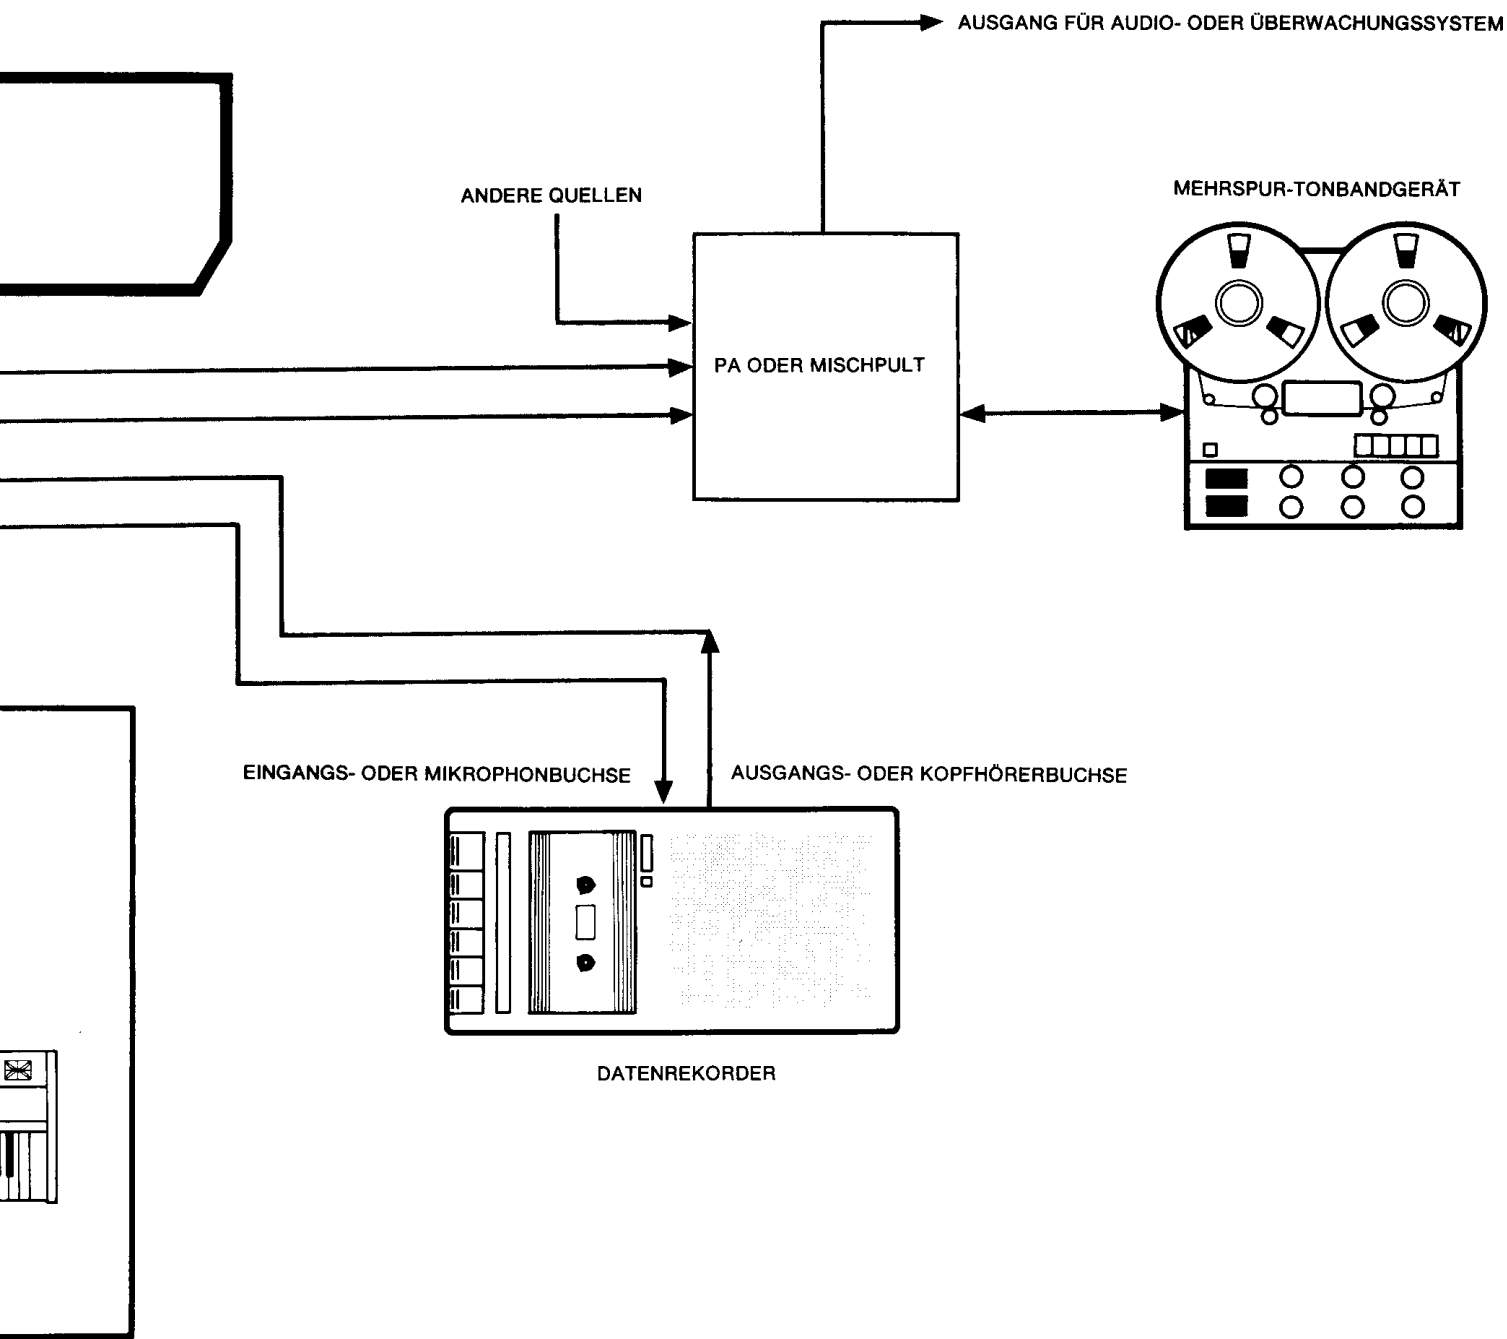 AUSGANG FÜR AUDIO- ODER ÜBERWACHUNGSSYSTEM
MEHRSPUR-TONBANDGERÄT
ANDERE QUELLEN
PA ODER MISCHPULT
EINGANGS- ODER MIKROPHONBUCHSE
AUSGANGS- ODER KOPFHÖRERBUCHSE
DATENREKORDER